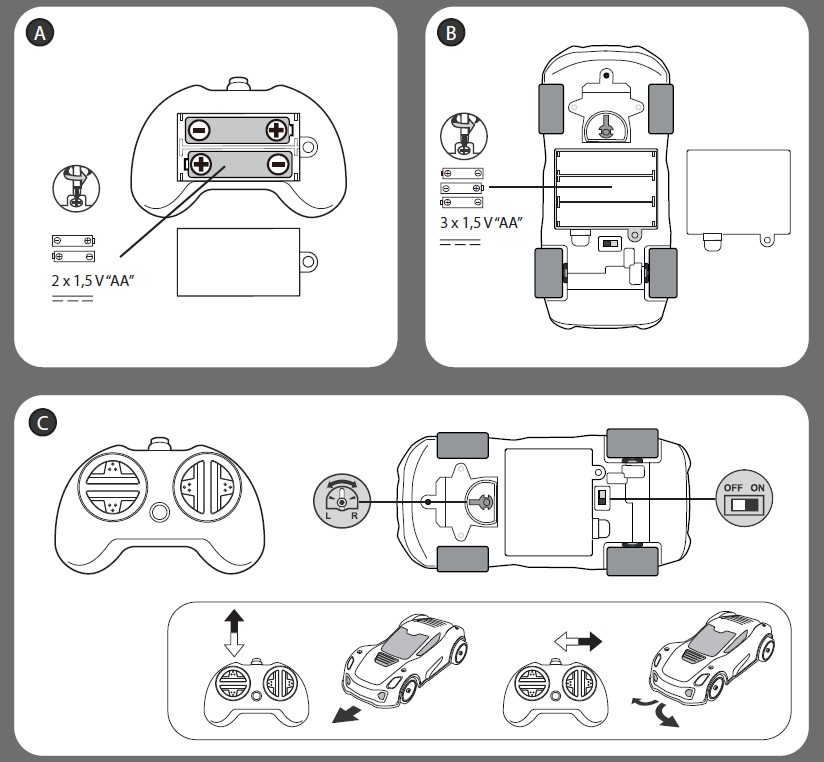 A
2 x 1,5 V “AA”
B
3 x 1,5 V “AA”
C
L R
OFF ON